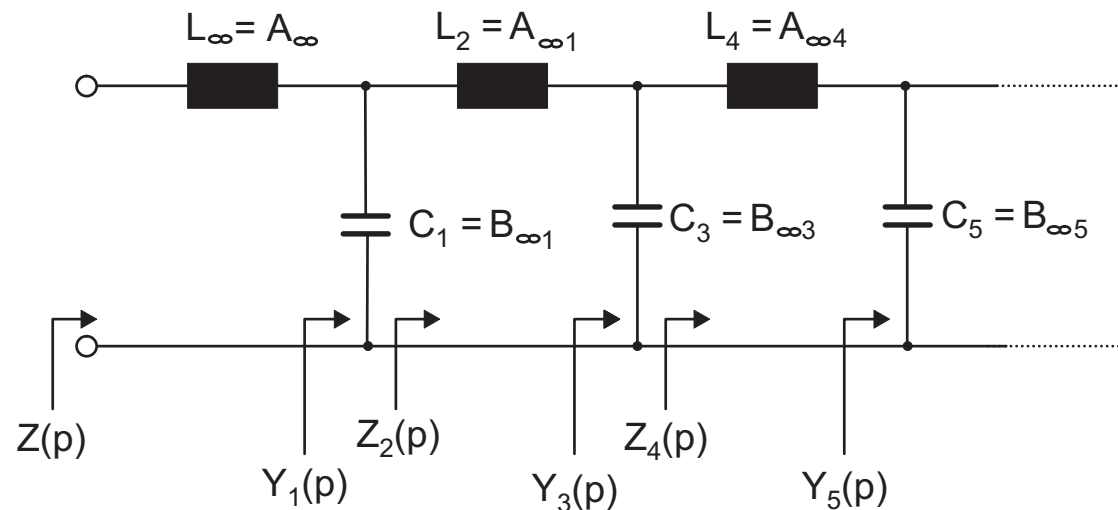 L∞ = A∞
L₂ = A∞₁
L₄ = A∞₄
C₁ = B∞₁
C₃ = B∞₃
C₅ = B∞₅
Z(p)
Y₁(p)
Z₂(p)
Y₃(p)
Z₄(p)
Y₅(p)